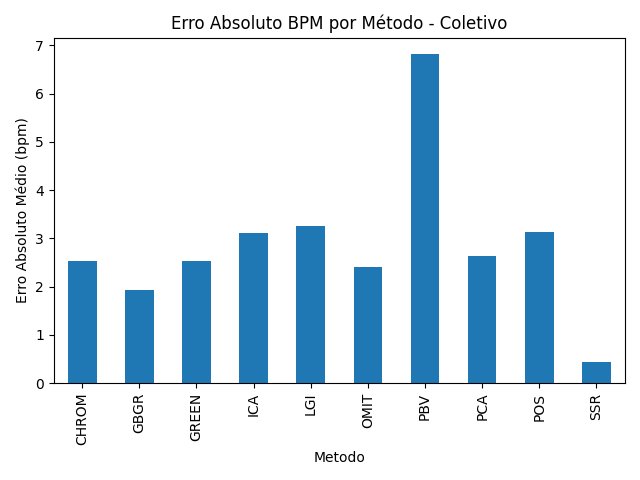 Erro Absoluto BPM por Método - Coletivo
Erro Absoluto Médio (bpm)
7
6
5
4
3
2
1
0
CHROM
GBGR
GREEN
ICA
LGI
OMIT
PBV
PCA
POS
SSR
Metodo